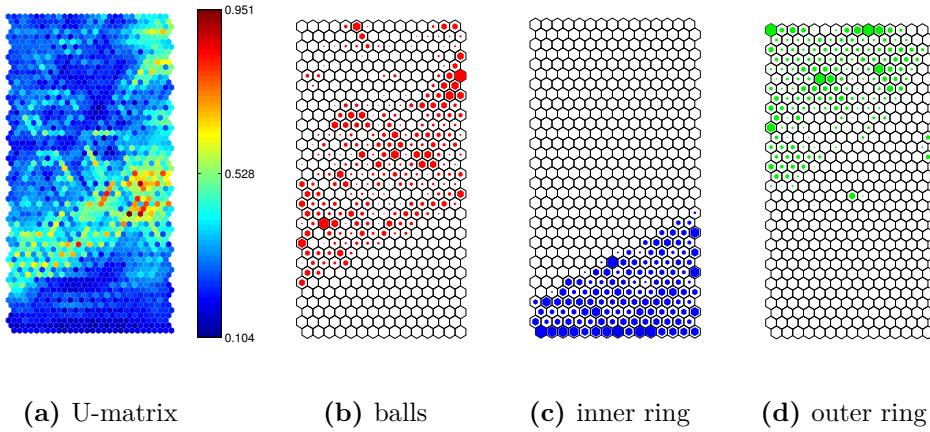 0.951
0.528
0.104
(a) U-matrix
(b) balls
(c) inner ring
(d) outer ring